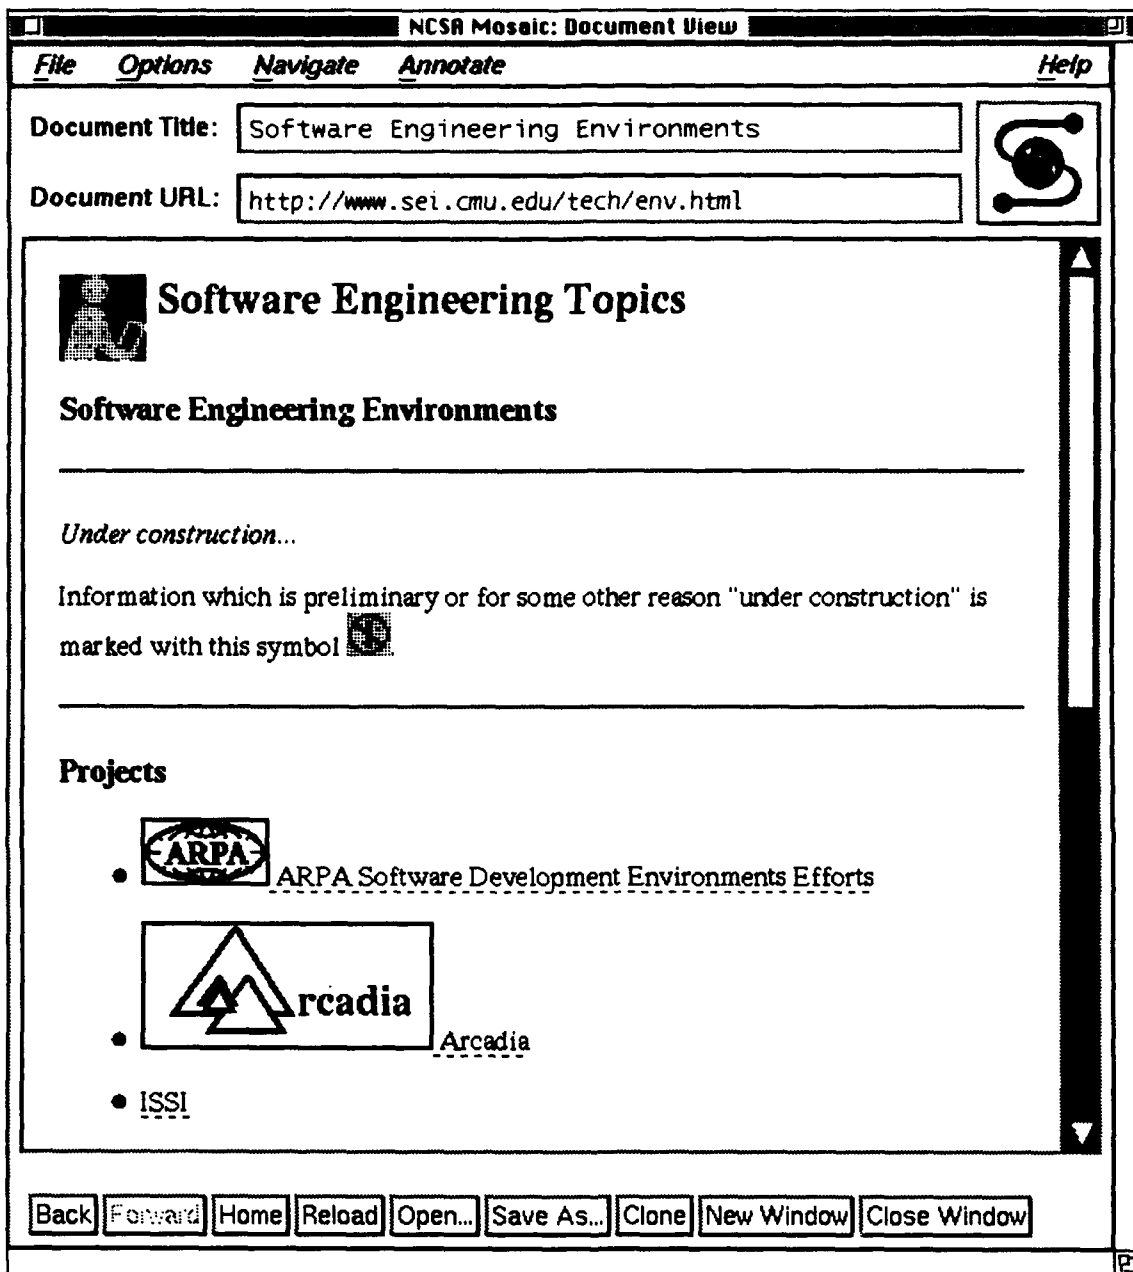 NCSA Mosaic: Document View
File Options Navigate Annotate Help
Document Title: Software Engineering Environments
Document URL: http://www.sei.cmu.edu/tech/env.html
Software Engineering Topics
Software Engineering Environments
Under construction...
Information which is preliminary or for some other reason "under construction" is
marked with this symbol .
Projects
ARPA
ARPA Software Development Environments Efforts
rcadia
Arcadia
ISSI
Back Forward Home Reload Open... Save As... Clone New Window Close Window